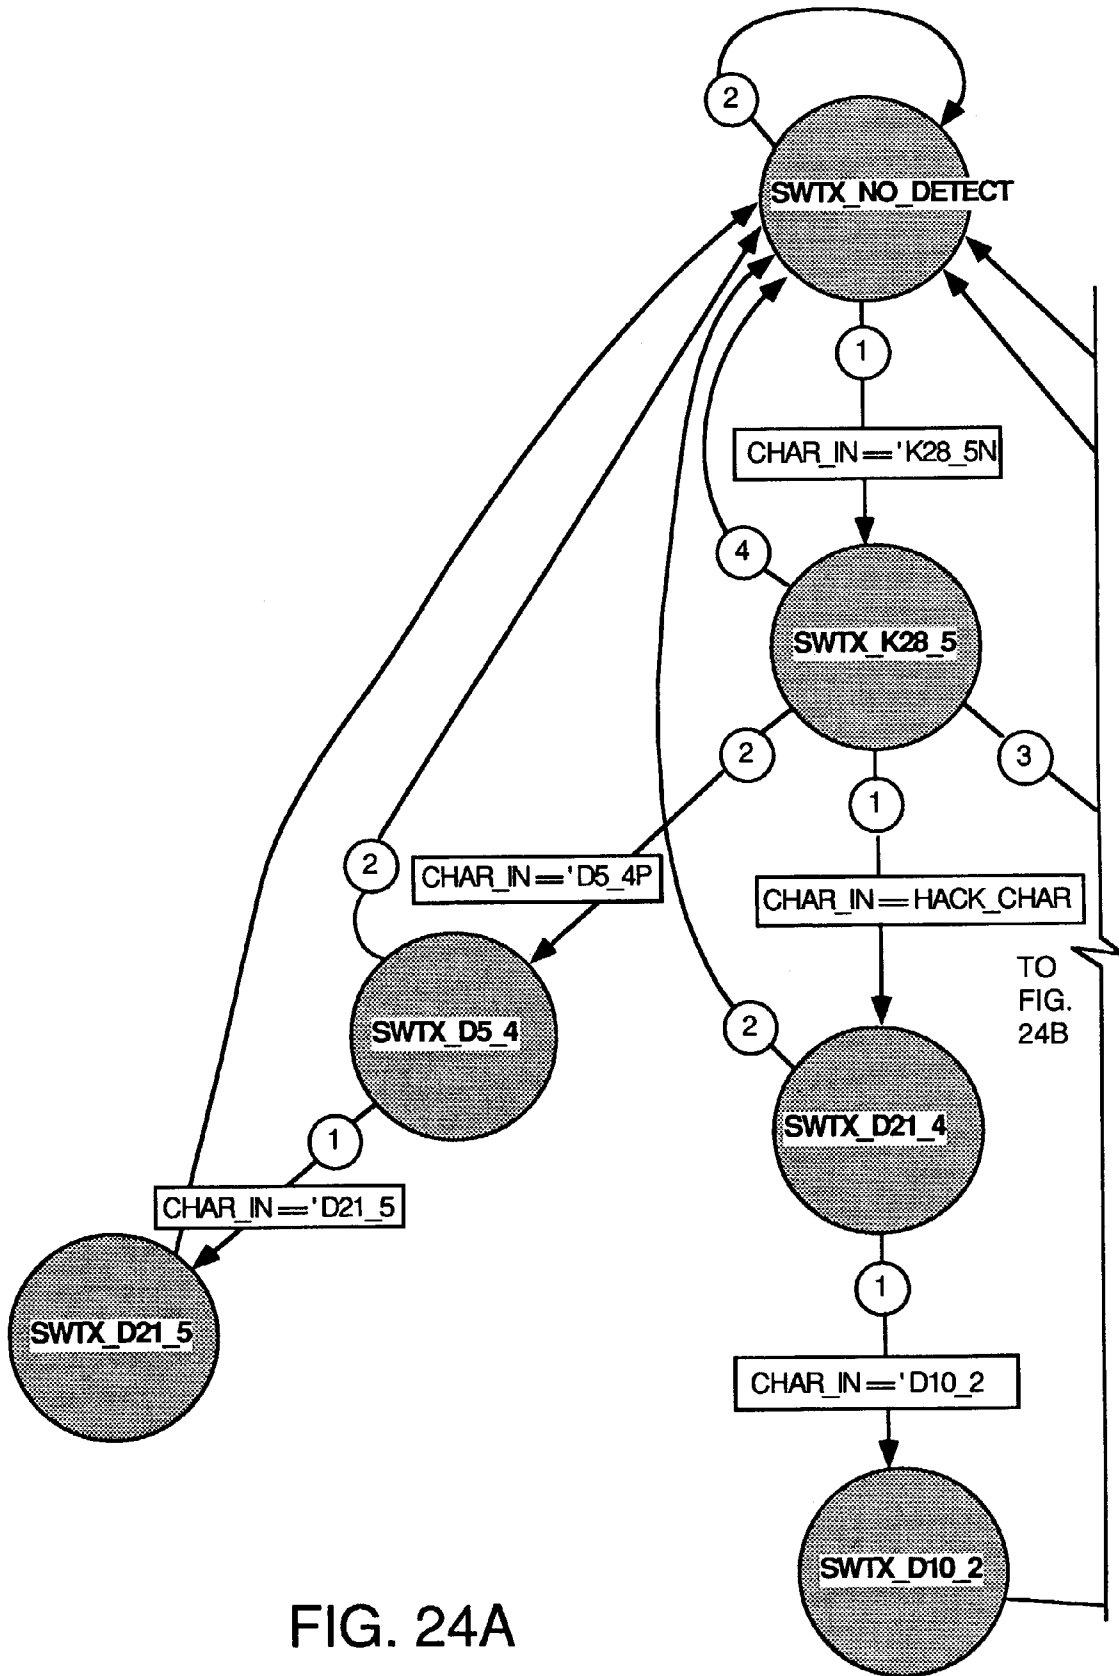 2
SWTX_NO_DETECT
1
CHAR_IN=='K28_5N
4
SWTX_K28_5
2
3
1
2
CHAR_IN=='D5_4P
CHAR_IN==HACK_CHAR
TO
FIG.
24B
2
SWTX_D5_4
SWTX_D21_4
1
CHAR_IN=='D21_5
1
SWTX_D21_5
CHAR_IN=='D10_2
SWTX_D10_2
FIG. 24A